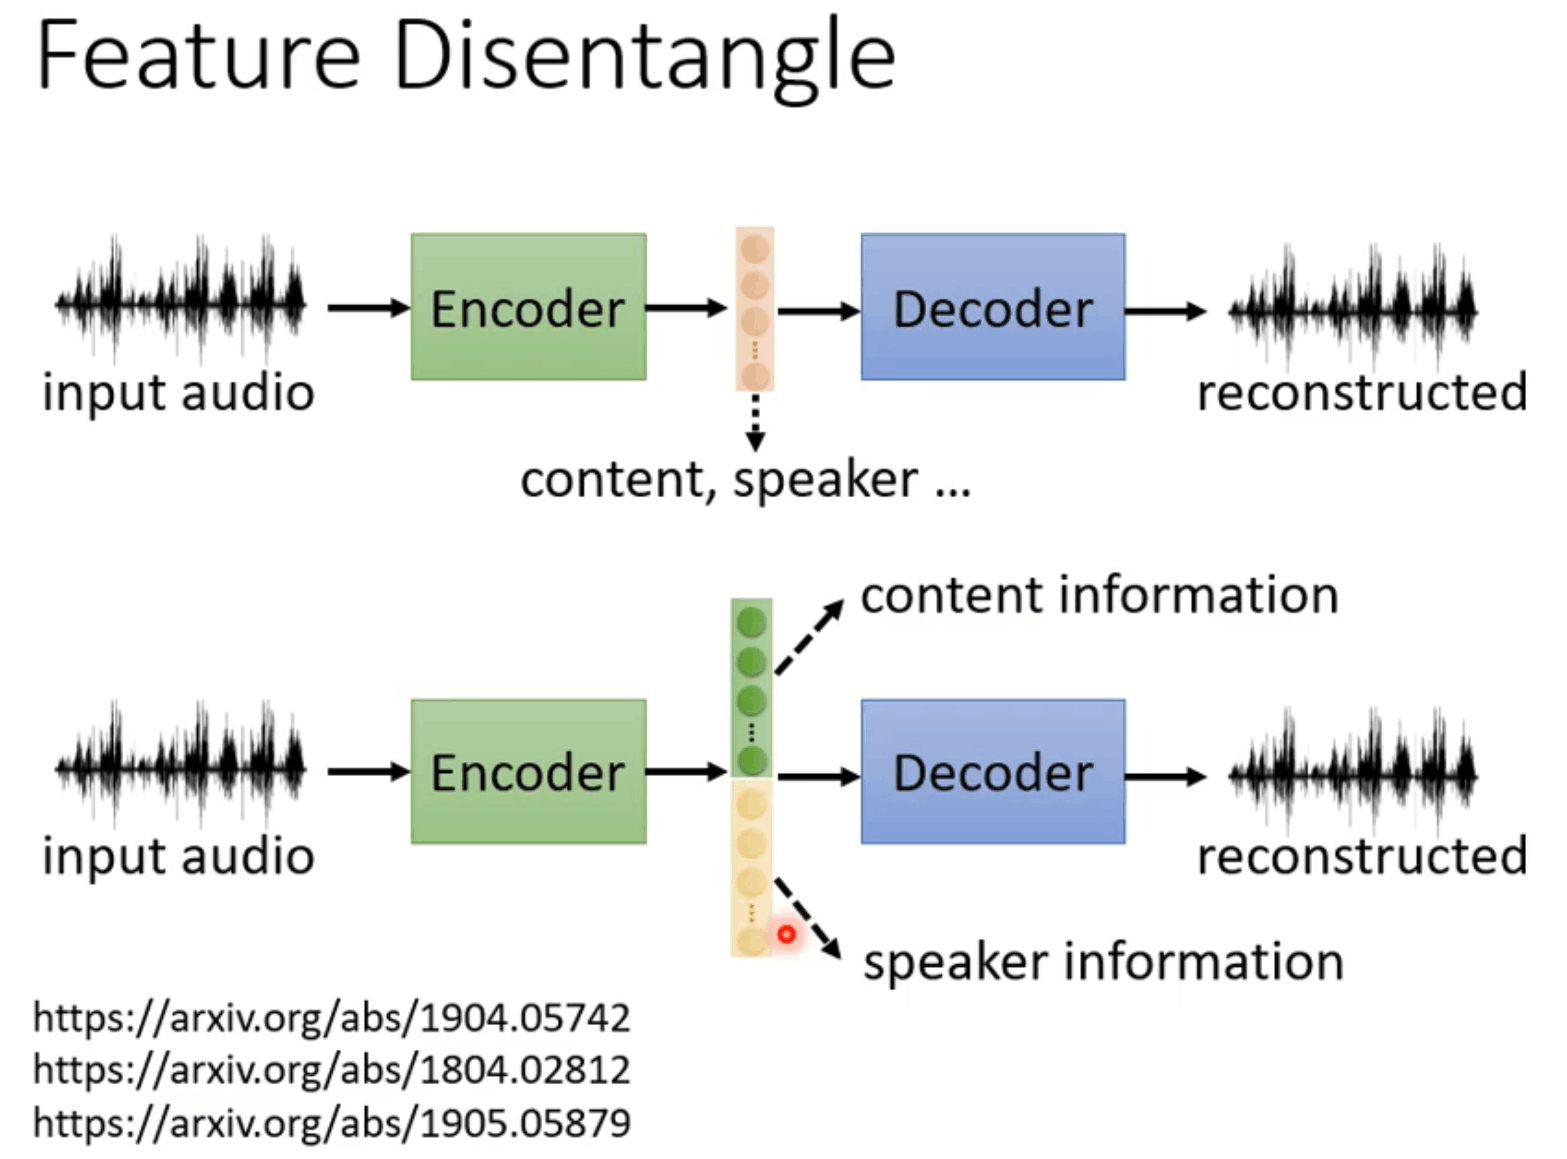 Feature Disentangle
Encoder
Decoder
input audio
reconstructed
content, speaker ...
content information
Encoder
Decoder
input audio
reconstructed
speaker information
https://arxiv.org/abs/1904.05742
https://arxiv.org/abs/1804.02812
https://arxiv.org/abs/1905.05879